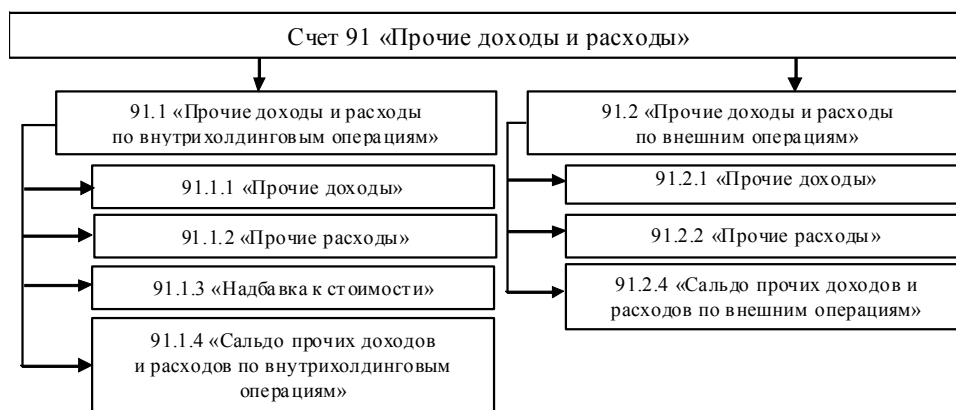 Счет 91 «Прочие доходы и расходы»
91.1 «Прочие доходы и расходы
по внутрихолдинговым операциям»
91.1.1 «Прочие доходы»
91.1.2 «Прочие расходы»
91.1.3 «Надбавка к стоимости»
91.1.4 «Сальдо прочих доходов
и расходов по внутрихолдинговым
операциям»
91.2 «Прочие доходы и расходы
по внешним операциям»
91.2.1 «Прочие доходы»
91.2.2 «Прочие расходы»
91.2.4 «Сальдо прочих доходов и
расходов по внешним операциям»